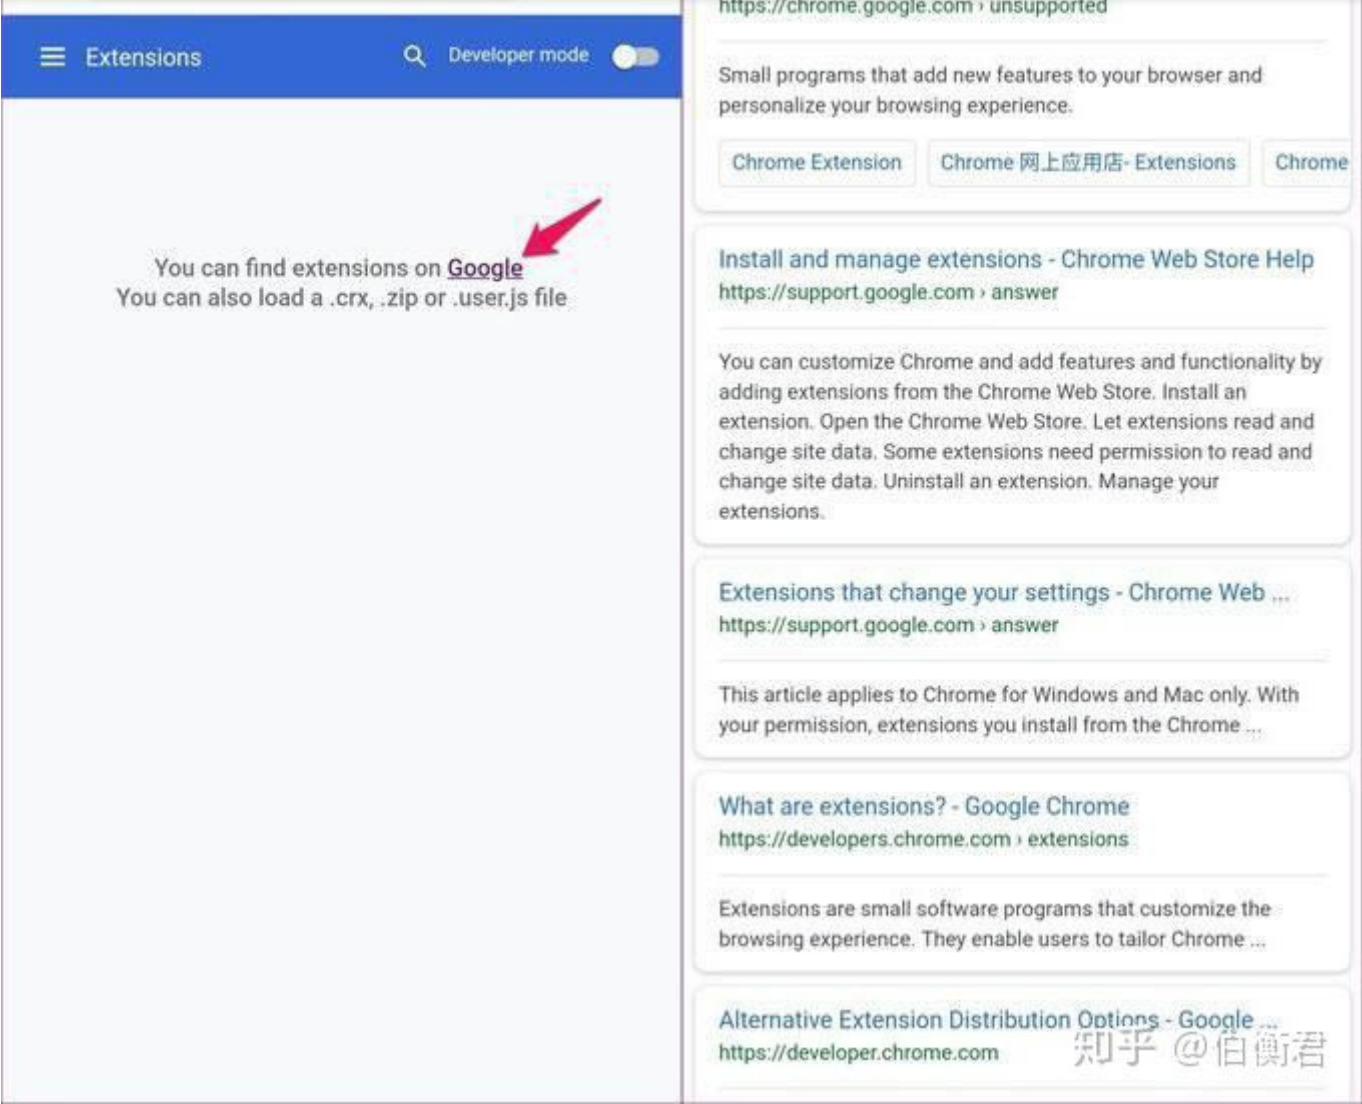 Extensions
Developer mode
You can find extensions on Google
You can also load a .crx, .zip or .user.js file
https://chrome.google.com › unsupported
Small programs that add new features to your browser and
personalize your browsing experience.
Chrome Extension
Chrome 网上应用店- Extensions
Chrome
Install and manage extensions - Chrome Web Store Help
https://support.google.com › answer
You can customize Chrome and add features and functionality by
adding extensions from the Chrome Web Store. Install an
extension. Open the Chrome Web Store. Let extensions read and
change site data. Some extensions need permission to read and
change site data. Uninstall an extension. Manage your
extensions.
Extensions that change your settings - Chrome Web ...
https://support.google.com › answer
This article applies to Chrome for Windows and Mac only. With
your permission, extensions you install from the Chrome ...
What are extensions? - Google Chrome
https://developers.chrome.com › extensions
Extensions are small software programs that customize the
browsing experience. They enable users to tailor Chrome ...
Alternative Extension Distribution Options - Google ...
https://developer.chrome.com
知乎 @伯衡君